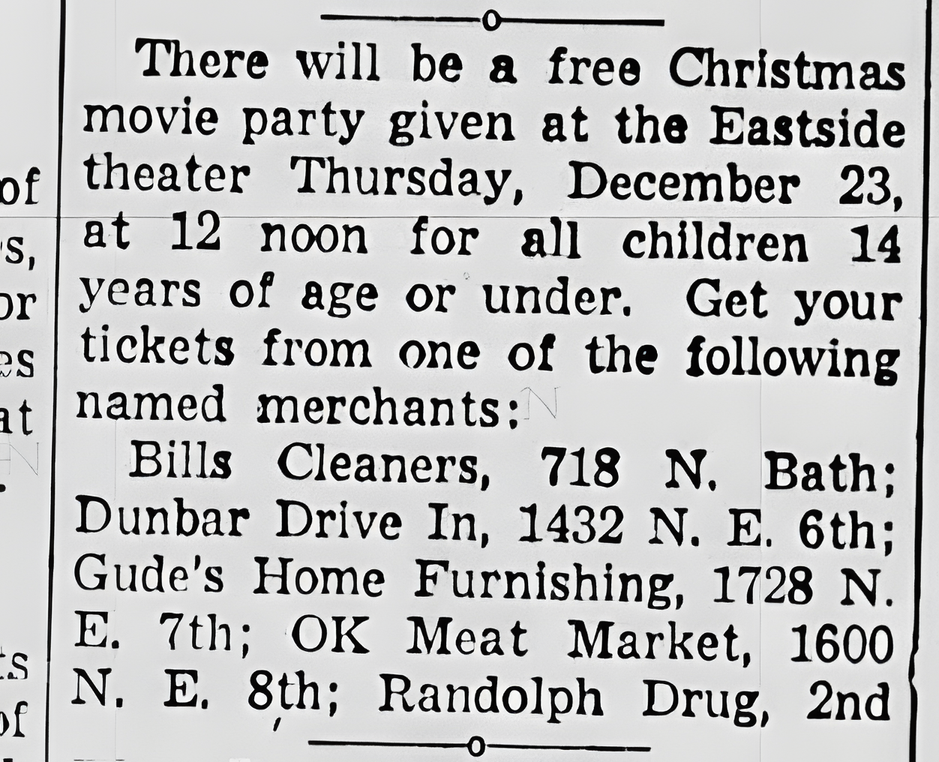 There will be a free Christmas
movie party given at the Eastside
theater Thursday, December 23,
at 12 noon for all children 14
years of age or under. Get your
tickets from one of the following
named merchants:
Bills Cleaners, 718 N. Bath;
Dunbar Drive In, 1432 N. E. 6th;
Gude's Home Furnishing, 1728 N.
E. 7th; OK Meat Market, 1600
N. E. 8th; Randolph Drug, 2nd